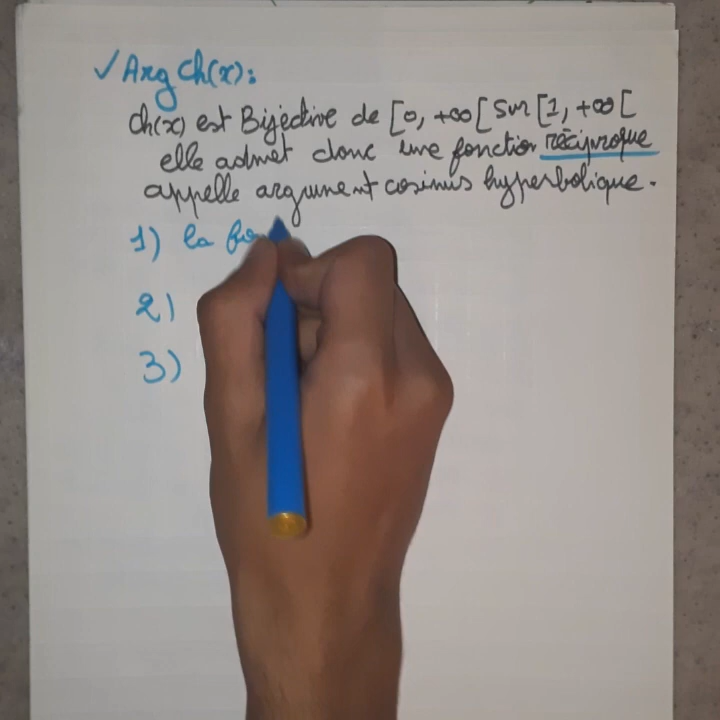 ✓ Arg Ch(x):
Ch(x) est Bijective de [0, +∞[ sur [1, +∞[
elle admet donc une fonction réciproque
appelle argument cosinus hyperbolique.
1) la fo
2)
3)